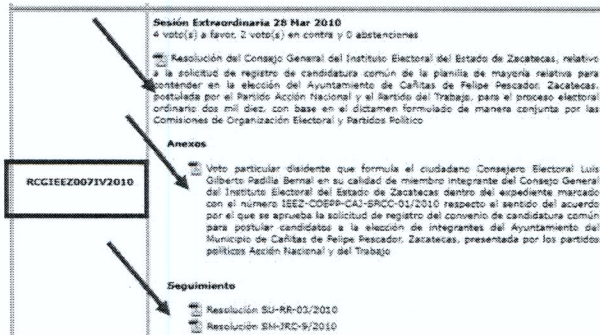 Sesión Extraordinaria 28 Mar 2010
4 voto(s) a favor, 2 voto(s) en contra y 0 abstenciones
Resolución del Consejo General del Instituto Electoral del Estado de Zacatecas, relativo
a la solicitud de registro de candidatura común de la planilla de mayoría relativa para
contender en la elección del Ayuntamiento de Cañitas de Felipe Pescador, Zacatecas,
postulada por el Partido Acción Nacional y el Partido del Trabajo, para el proceso electoral
ordinario dos mil diez, con base en el dictamen formulado de manera conjunta por las
Comisiones de Organización Electoral y Partidos Político
Anexos
RCGIEEZ007IV2010
Voto particular disidente que formula el ciudadano Consejero Electoral Luis
Gilberto Padilla Bernal en su calidad de miembro integrante del Consejo General
del Instituto Electoral del Estado de Zacatecas dentro del expediente marcado
con el número IEEZ-COEPP-CAJ-SRCC-01/2010 respecto el sentido del acuerdo
por el que se aprueba la solicitud de registro del convenio de candidatura común
para postular candidatos a la elección de integrantes del Ayuntamiento del
Municipio de Cañitas de Felipe Pescador, Zacatecas, presentada por los partidos
políticos Acción Nacional y del Trabajo
Seguimiento
Resolución SU-RR-03/2010
Resolución SM-JRC-9/2010